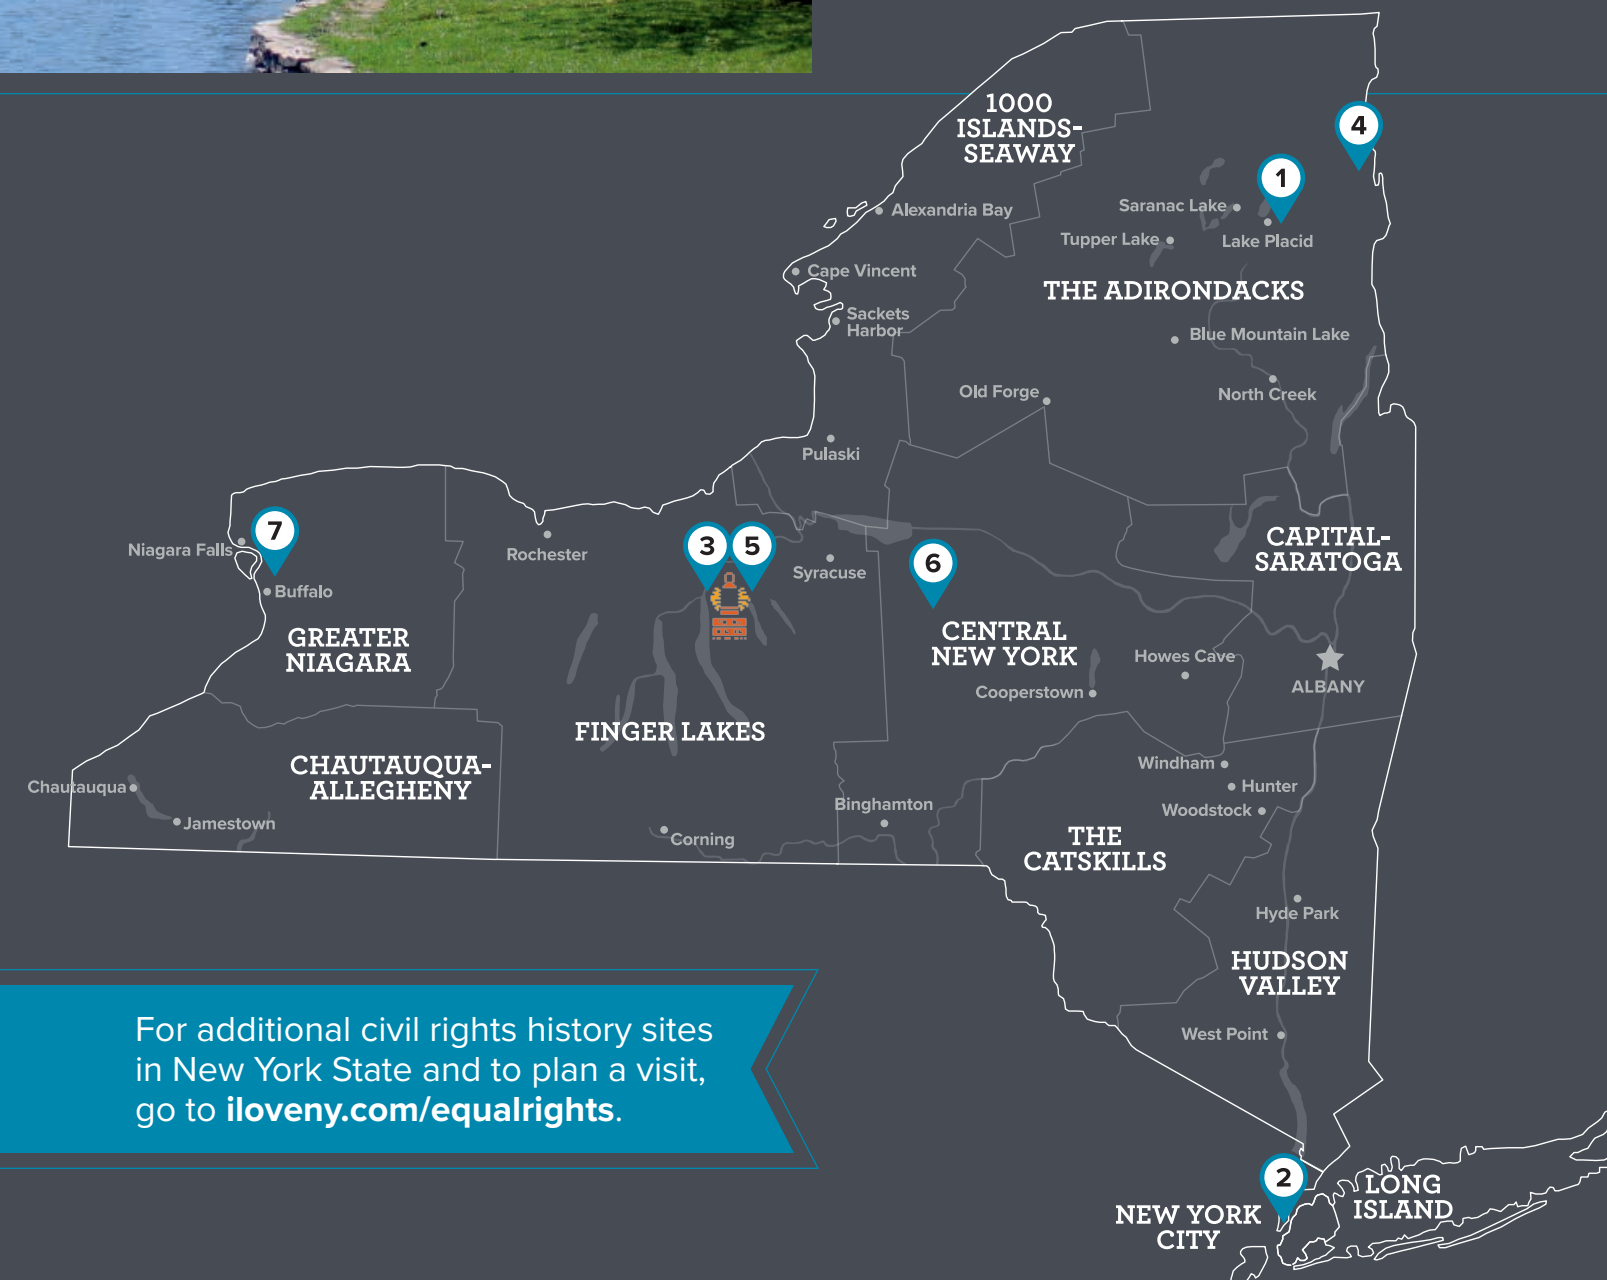 1000
ISLANDS-
SEAWAY
4
1
Saranac Lake
Alexandria Bay
Tupper Lake
Lake Placid
Cape Vincent
THE ADIRONDACKS
Sackets
Harbor
Blue Mountain Lake
Old Forge
North Creek
Pulaski
7
Niagara Falls
Rochester
3
5
Syracuse
6
CAPITAL-
SARATOGA
Buffalo
GREATER
NIAGARA
CENTRAL
NEW YORK
Howes Cave
Cooperstown
ALBANY
FINGER LAKES
CHAUTAUQUA-
ALLEGHENY
Chautauqua
Jamestown
Corning
Binghamton
Windham
Hunter
Woodstock
THE
CATSKILLS
Hyde Park
HUDSON
VALLEY
West Point
For additional civil rights history sites
in New York State and to plan a visit,
go to iloveny.com/equalrights.
2
LONG
ISLAND
NEW YORK
CITY